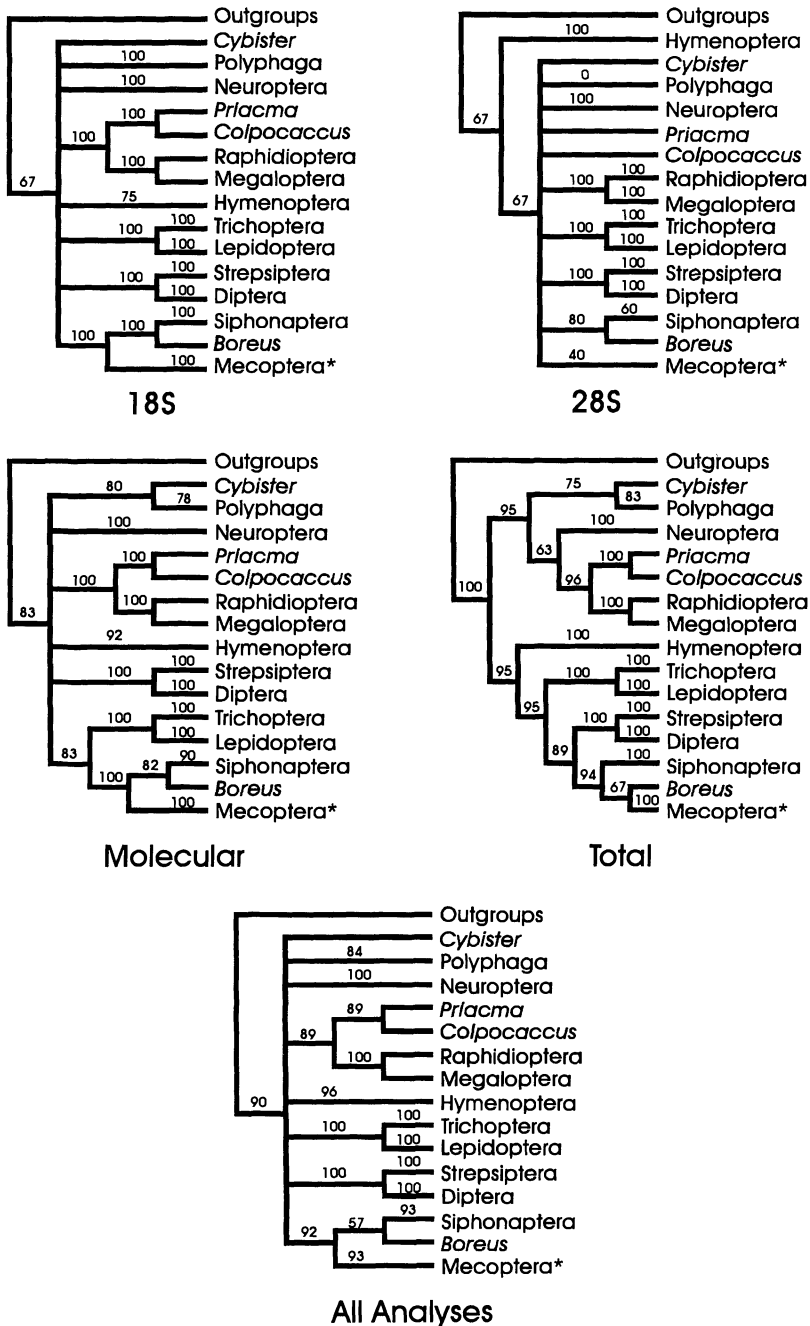 Outgroups
Cybister
100
Polyphaga
100
Neuroptera
100
Priacma
100
Colpocaccus
100
Raphidioptera
67
Megaloptera
75
Hymenoptera
100
Trichoptera
100
100
Lepidoptera
100
Strepsiptera
100
100
Diptera
100
Siphonaptera
100
100
Boreus
100
Mecoptera*
18S
Outgroups
100
Hymenoptera
Cybister
0
Polyphaga
100
Neuroptera
67
Priacma
Colpocaccus
100
Raphidioptera
67
100
100
Megaloptera
100
Trichoptera
100
100
Lepidoptera
100
Strepsiptera
100
100
Diptera
60
Siphonaptera
80
Boreus
40
Mecoptera*
28S
Outgroups
80
Cybister
78
Polyphaga
100
Neuroptera
100
Priacma
100
Colpocaccus
100
Raphidioptera
83
Megaloptera
92
Hymenoptera
100
Strepsiptera
100
100
Diptera
100
Trichoptera
100
100
Lepidoptera
83
90
Siphonaptera
82
100
Boreus
100
Mecoptera*
Molecular
Outgroups
75
Cybister
83
95
Polyphaga
100
Neuroptera
63
100
Priacma
96
Colpocaccus
100
100
Raphidioptera
Megaloptera
100
Hymenoptera
95
100
Trichoptera
100
100
Lepidoptera
95
100
Strepsiptera
100
100
Diptera
89
100
Siphonaptera
94
67
Boreus
100
Mecoptera*
Total
Outgroups
Cybister
84
Polyphaga
100
Neuroptera
89
Priacma
89
Colpocaccus
100
Raphidioptera
Megaloptera
90
96
Hymenoptera
100
Trichoptera
100
100
Lepidoptera
100
Strepsiptera
100
100
Diptera
93
Siphonaptera
57
92
Boreus
93
Mecoptera*
All Analyses